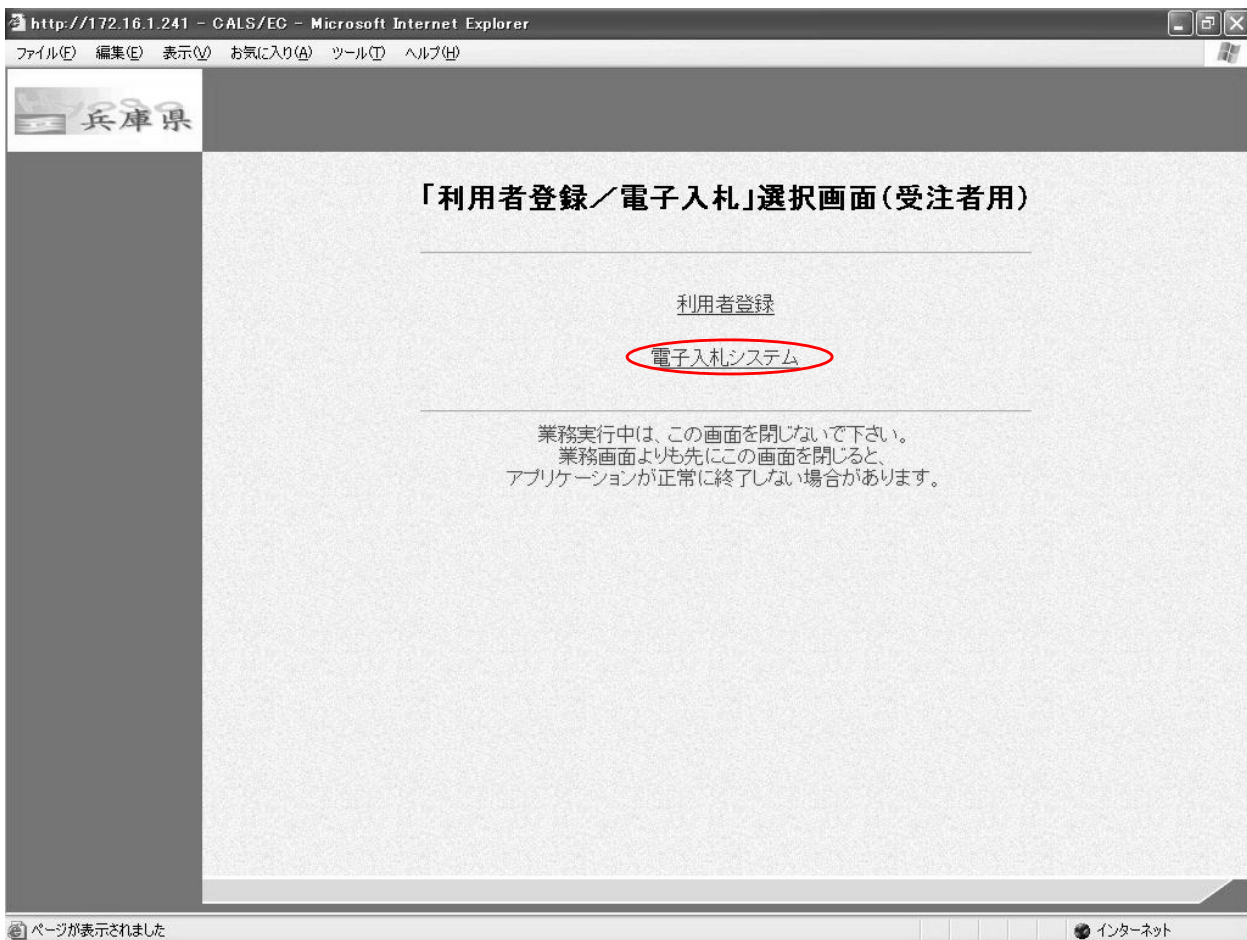 http://172.16.1.241 - CALS/EC - Microsoft Internet Explorer
ファイル(F) 編集(E) 表示(V) お気に入り(A) ツール(T) ヘルプ(H)
兵庫県
「利用者登録／電子入札」選択画面(受注者用)
利用者登録
電子入札システム
業務実行中は、この画面を閉じないで下さい。
業務画面よりも先にこの画面を閉じると、
アプリケーションが正常に終了しない場合があります。
ページが表示されました インターネット